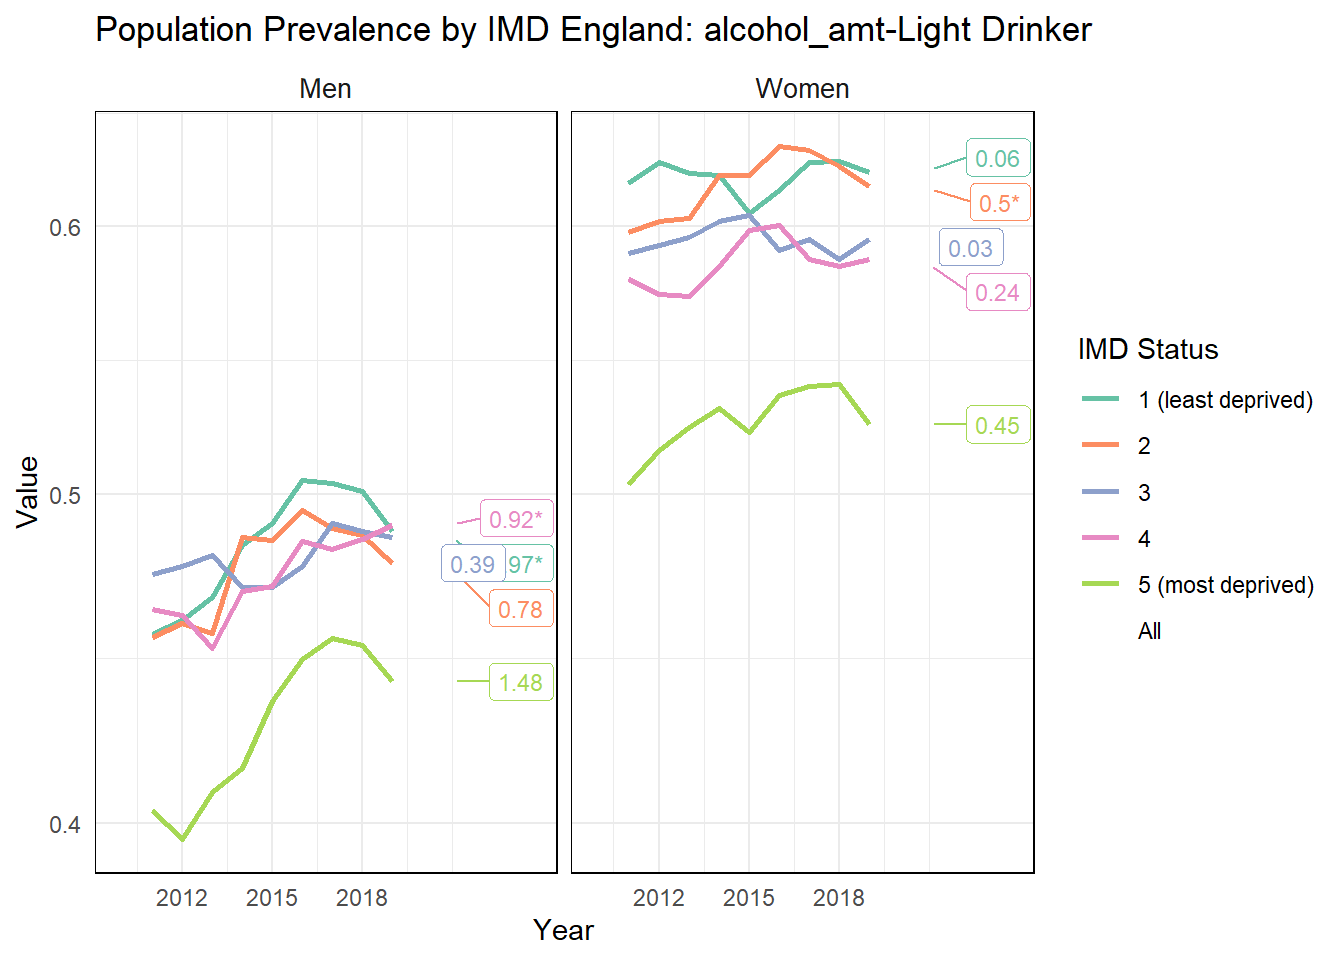 Population Prevalence by IMD England: alcohol_amt-Light Drinker
Men
Women
Value
0.6
0.5
0.4
0.92*
0.39
97*
0.78
1.48
0.06
0.5*
0.03
0.24
0.45
2012 2015 2018
2012 2015 2018
Year
IMD Status
1 (least deprived)
2
3
4
5 (most deprived)
All